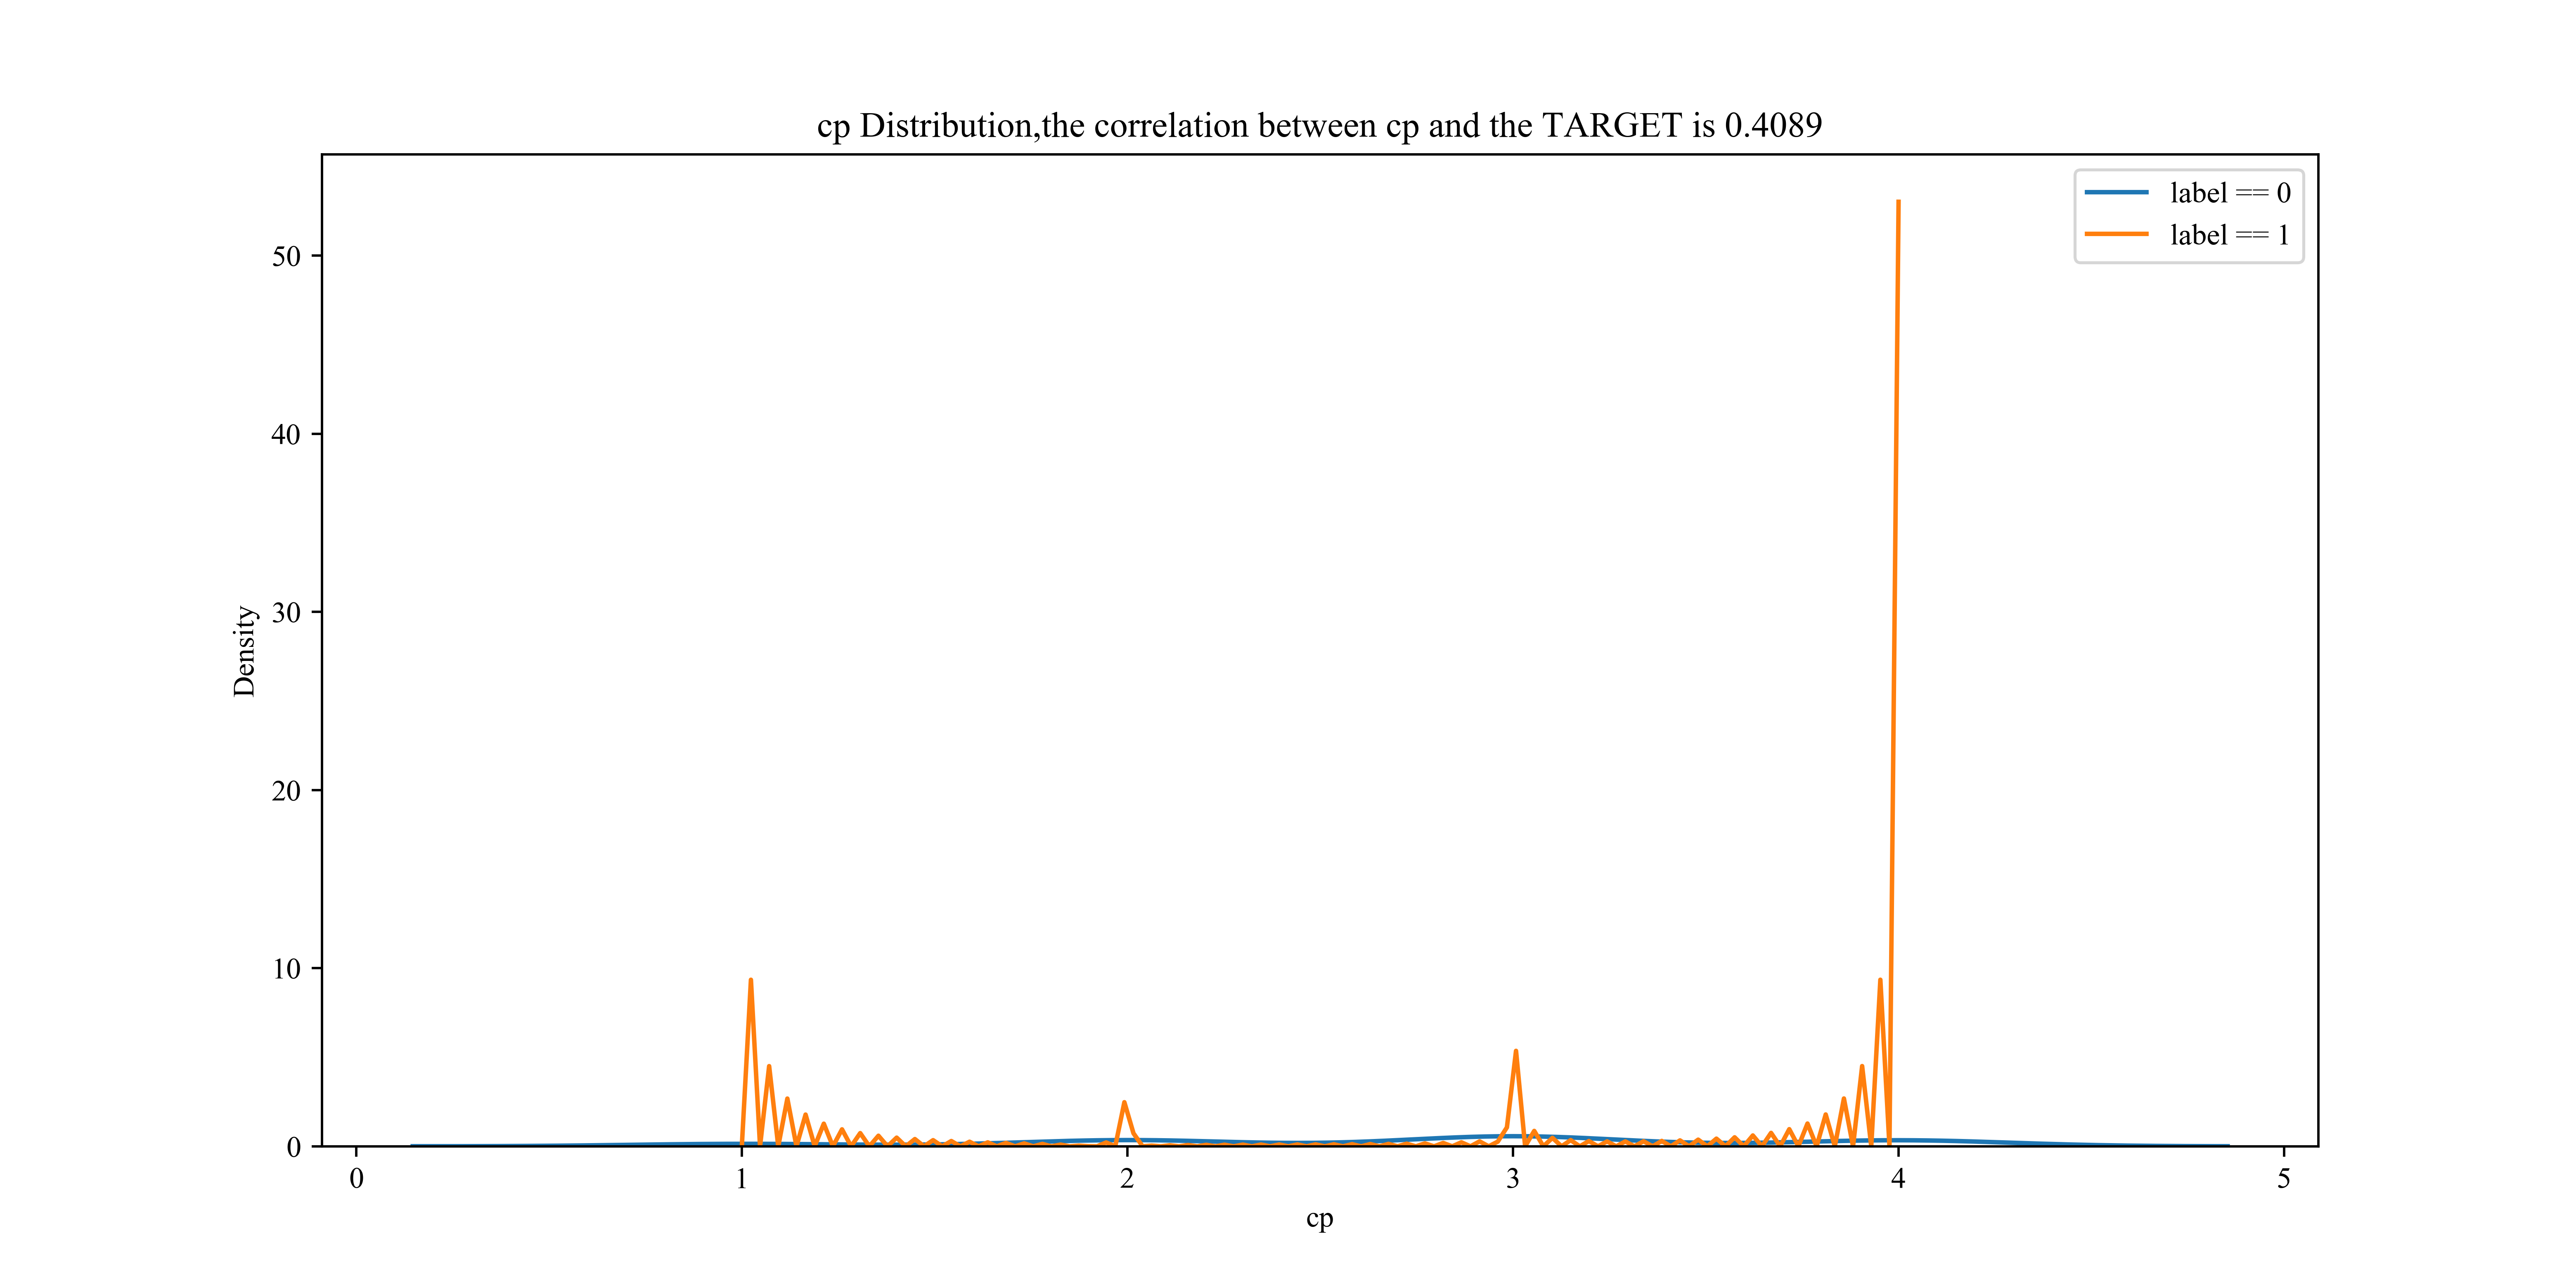 cp Distribution,the correlation between cp and the TARGET is 0.4089
label == 0
label == 1
50
40
30
20
10
0
Density
0 1 2 3 4 5
cp